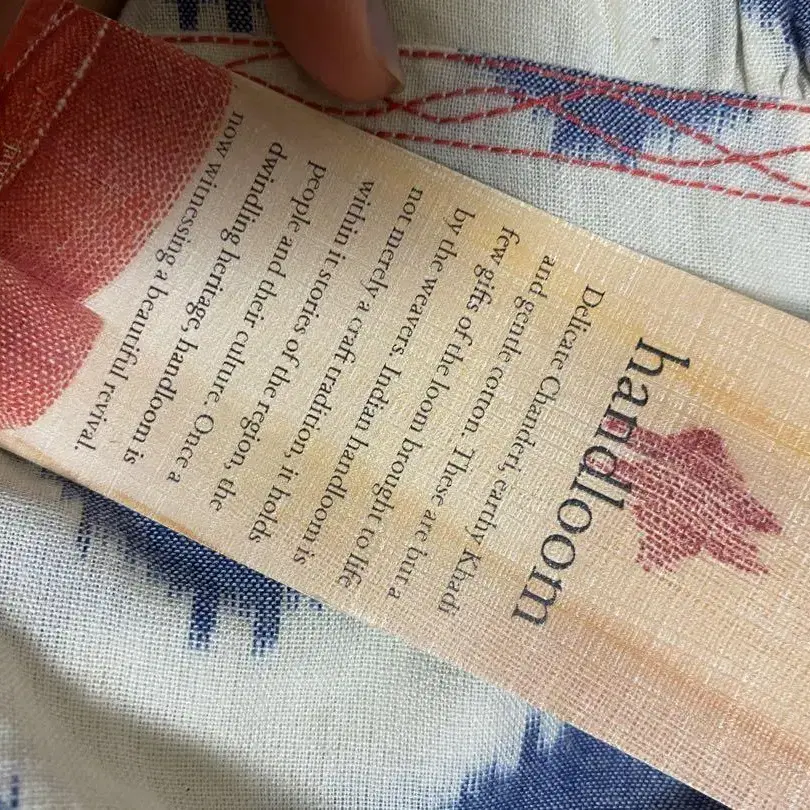 handloom
Delicate Chanderi, earthy Khadi
and gentle cotton. These are but a
few gifts of the loom brought to life
by the weavers. Indian handloom is
not merely a craft tradition, it holds
within it stories of the region, the
people and their culture. Once a
dwindling heritage, handloom is
now witnessing a beautiful revival.